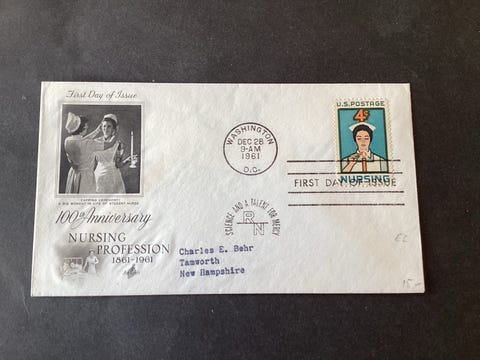 First Day of Issue
CAPPING CEREMONY
A BIG MOMENT IN LIFE OF STUDENT NURSE
100th Anniversary
NURSING
PROFESSION
1861-1961
WASHINGTON
DEC 28
9-AM
1961
D.C.
U.S. POSTAGE
4¢
NURSING
FIRST DAY OF ISSUE
SCIENCE AND A TALENT FOR MERCY
RN
Charles E. Behr
Tamworth
New Hampshire
15-